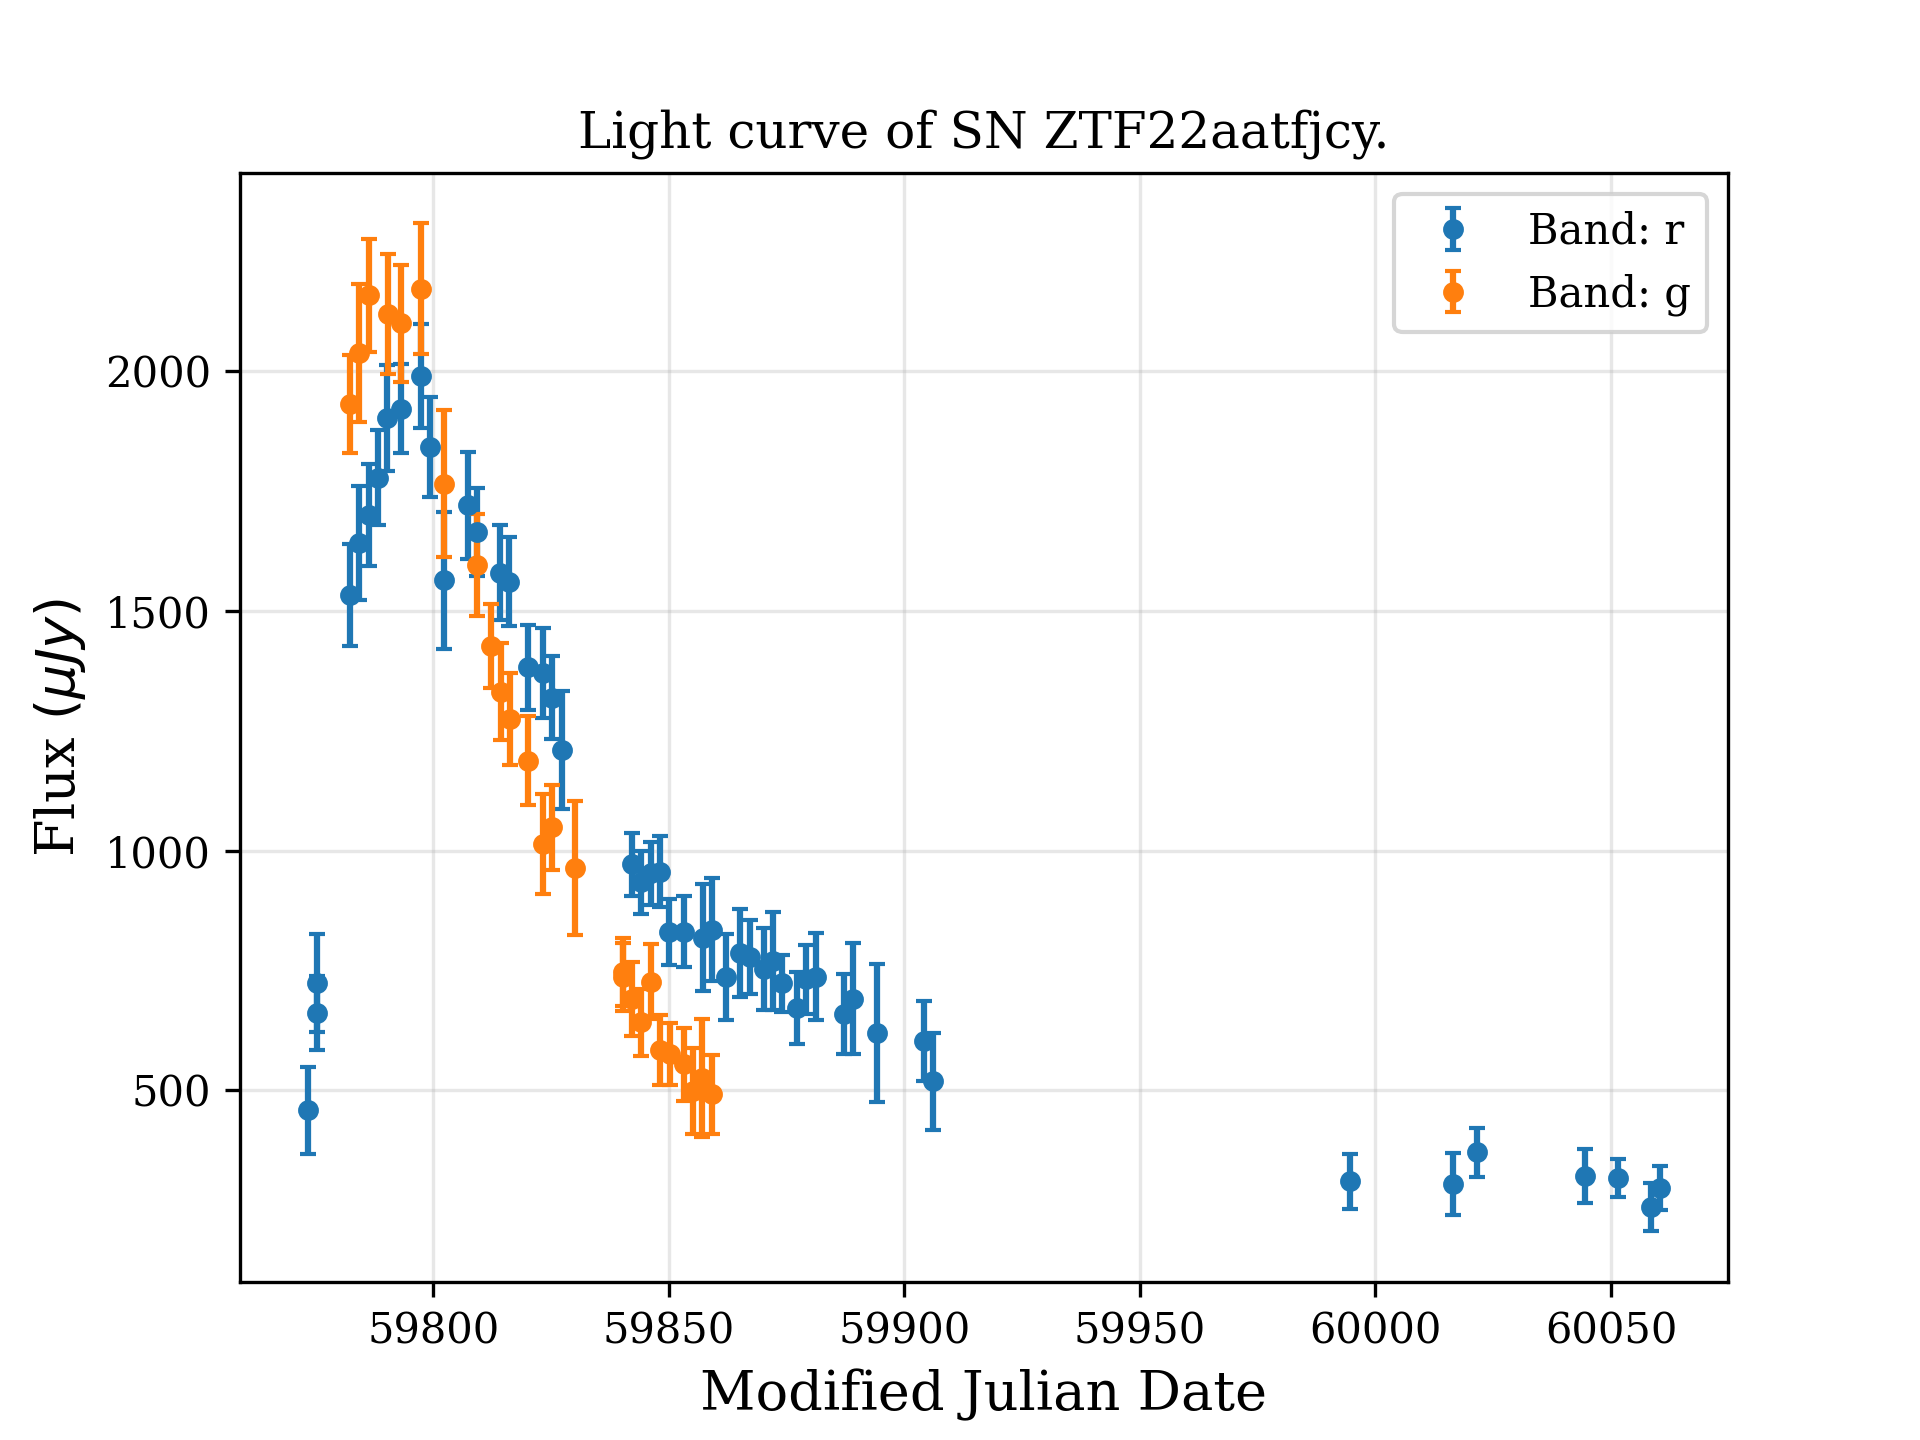 Light curve of SN ZTF22aatfjcy.
Band: r
Band: g
Flux (μJy)
2000
1500
1000
500
59800 59850 59900 59950 60000 60050
Modified Julian Date